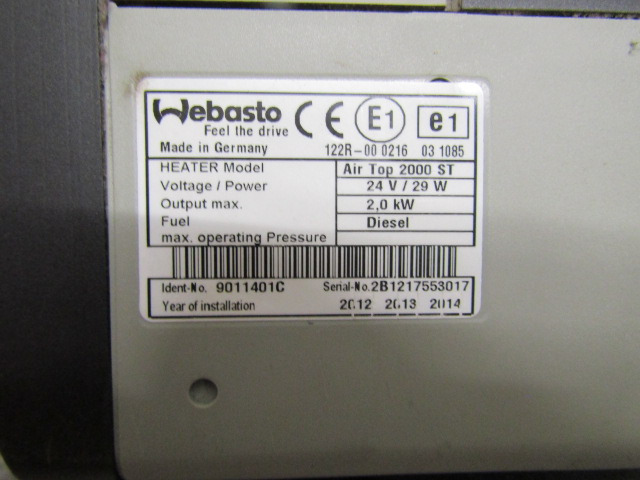 Webasto CE E1 e1
Feel the drive
Made in Germany 122R-00 0216 03 1085
HEATER Model Air Top 2000 ST
Voltage / Power 24 V / 29 W
Output max. 2,0 kW
Fuel Diesel
max. operating Pressure
Ident-No. 9011401C Serial-No. 2B1217553017
Year of installation 2012 2013 2014